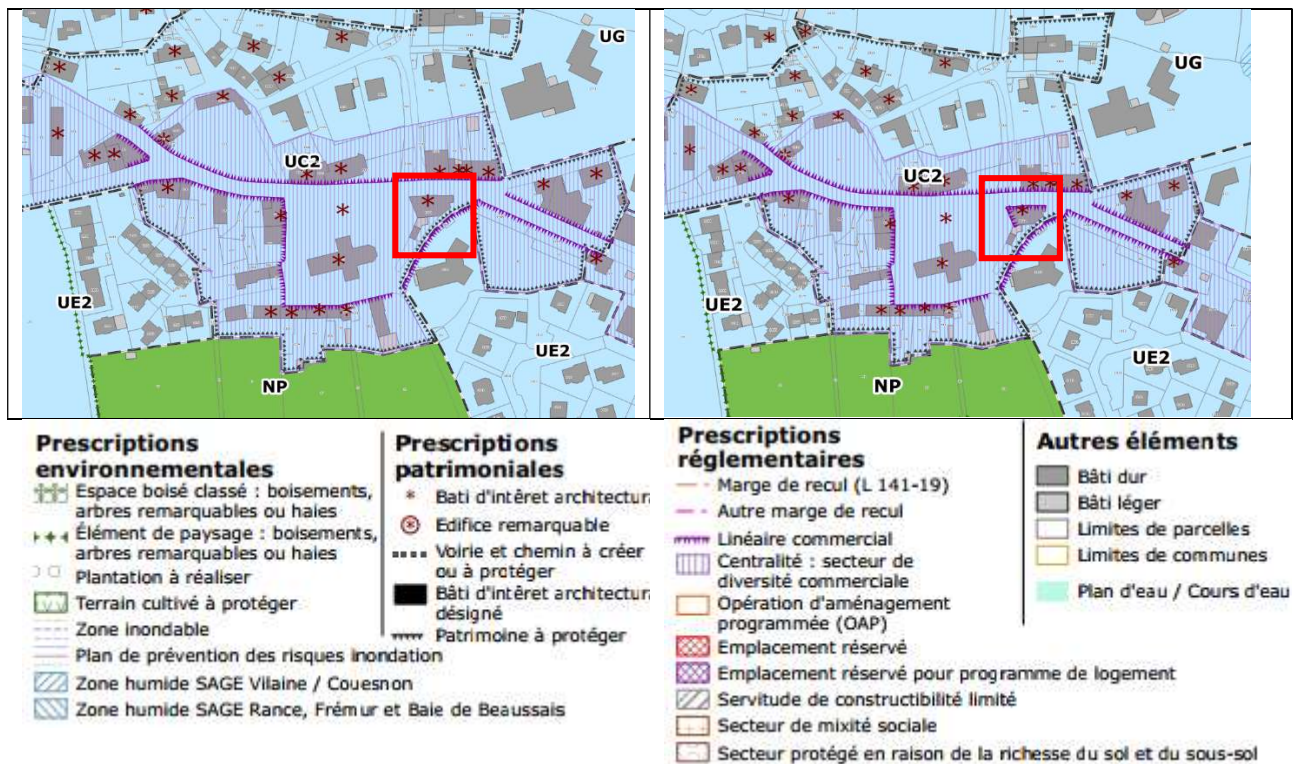 UG
UC2
UE2
UE2
NP
UG
UC2
UE2
UE2
NP
Prescriptions
environnementales
Espace boisé classé : boisements,
arbres remarquables ou haies
Élément de paysage : boisements,
arbres remarquables ou haies
Plantation à réaliser
Terrain cultivé à protéger
Zone inondable
Plan de prévention des risques inondation
Zone humide SAGE Vilaine / Couesnon
Zone humide SAGE Rance, Frémur et Baie de Beaussais
Prescriptions
patrimoniales
Bati d'intêret architectur
Edifice remarquable
Voirie et chemin à créer
ou à protéger
Bâti d'intêret architectur
désigné
Patrimoine à protéger
Prescriptions
réglementaires
Marge de recul (L 141-19)
Autre marge de recul
Linéaire commercial
Centralité : secteur de
diversité commerciale
Opération d'aménagement
programmée (OAP)
Emplacement réservé
Emplacement réservé pour programme de logement
Servitude de constructibilité limité
Secteur de mixité sociale
Secteur protégé en raison de la richesse du sol et du sous-sol
Autres éléments
Bâti dur
Bâti léger
Limites de parcelles
Limites de communes
Plan d'eau / Cours d'eau